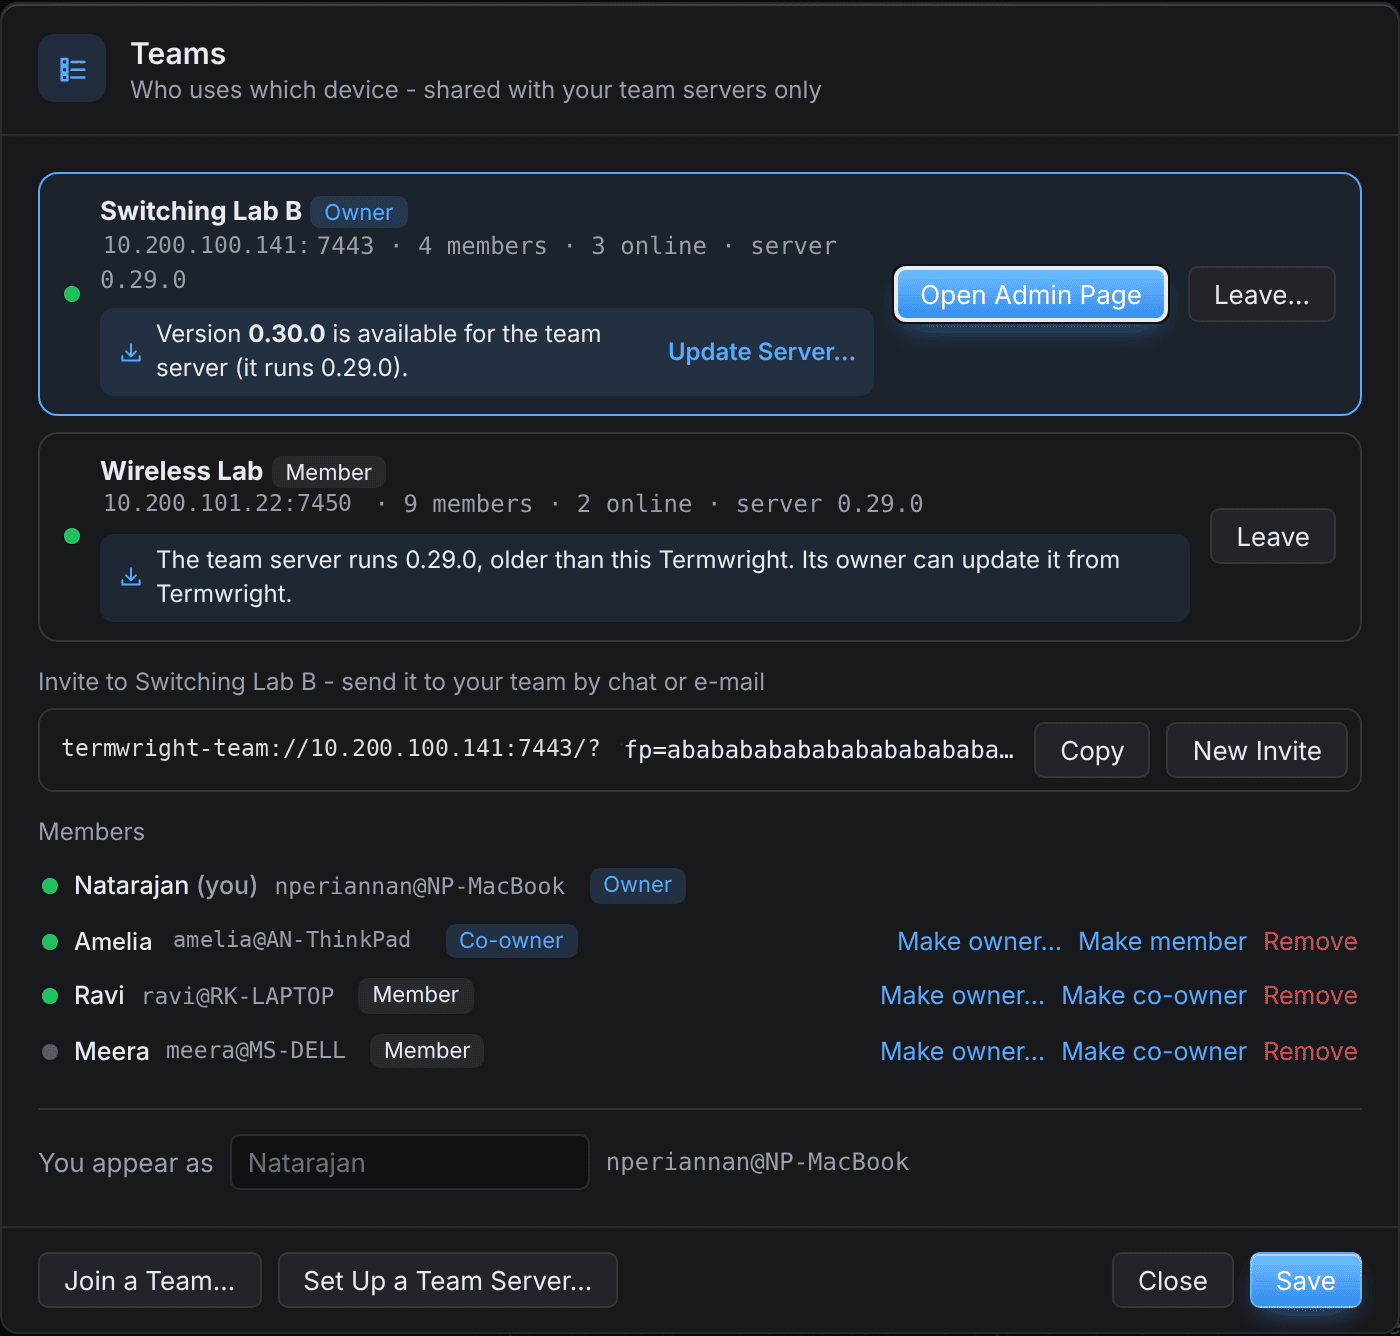 Teams
Who uses which device - shared with your team servers only
Switching Lab B Owner
10.200.100.141:7443 · 4 members · 3 online · server
0.29.0
Version 0.30.0 is available for the team
server (it runs 0.29.0).
Update Server...
Open Admin Page
Leave...
Wireless Lab Member
10.200.101.22:7450 · 9 members · 2 online · server 0.29.0
The team server runs 0.29.0, older than this Termwright. Its owner can update it from
Termwright.
Leave
Invite to Switching Lab B - send it to your team by chat or e-mail
termwright-team://10.200.100.141:7443/? fp=abababababababababababa… Copy New Invite
Members
Natarajan (you) nperiannan@NP-MacBook Owner
Amelia amelia@AN-ThinkPad Co-owner Make owner... Make member Remove
Ravi ravi@RK-LAPTOP Member Make owner... Make co-owner Remove
Meera meera@MS-DELL Member Make owner... Make co-owner Remove
You appear as Natarajan nperiannan@NP-MacBook
Join a Team... Set Up a Team Server... Close Save